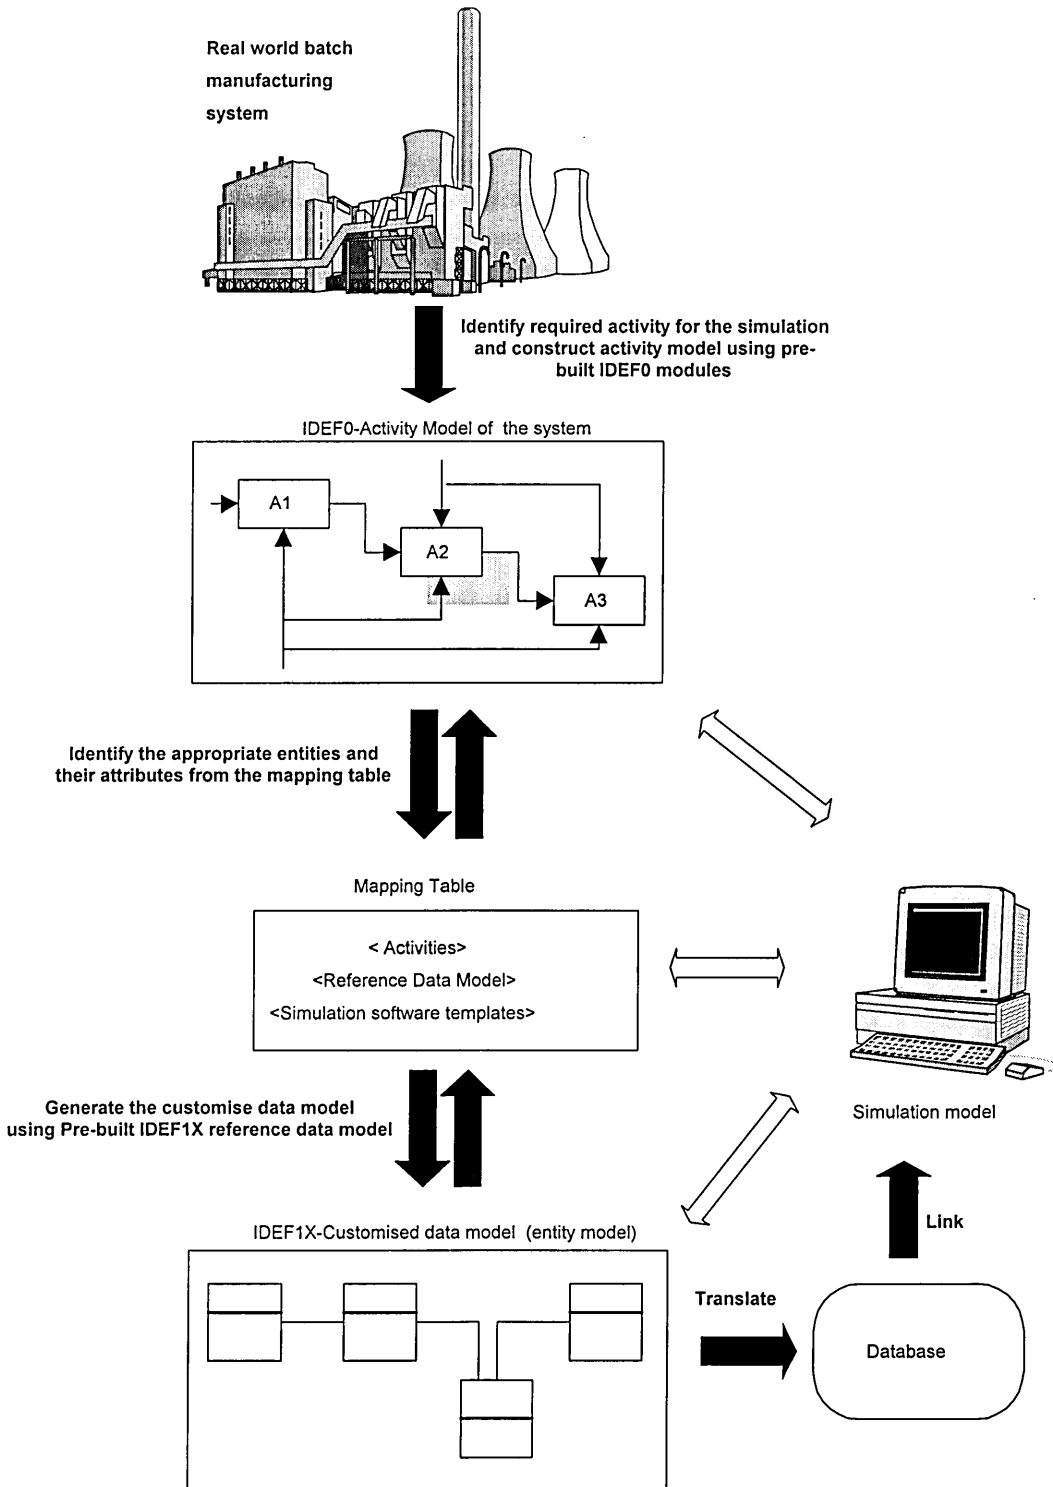 Real world batch
manufacturing
system
Identify required activity for the simulation
and construct activity model using pre-
built IDEF0 modules
IDEF0-Activity Model of the system
A1
A2
A3
Identify the appropriate entities and
their attributes from the mapping table
Mapping Table
< Activities>
<Reference Data Model>
<Simulation software templates>
Generate the customise data model
using Pre-built IDEF1X reference data model
Simulation model
Link
IDEF1X-Customised data model (entity model)
Translate
Database